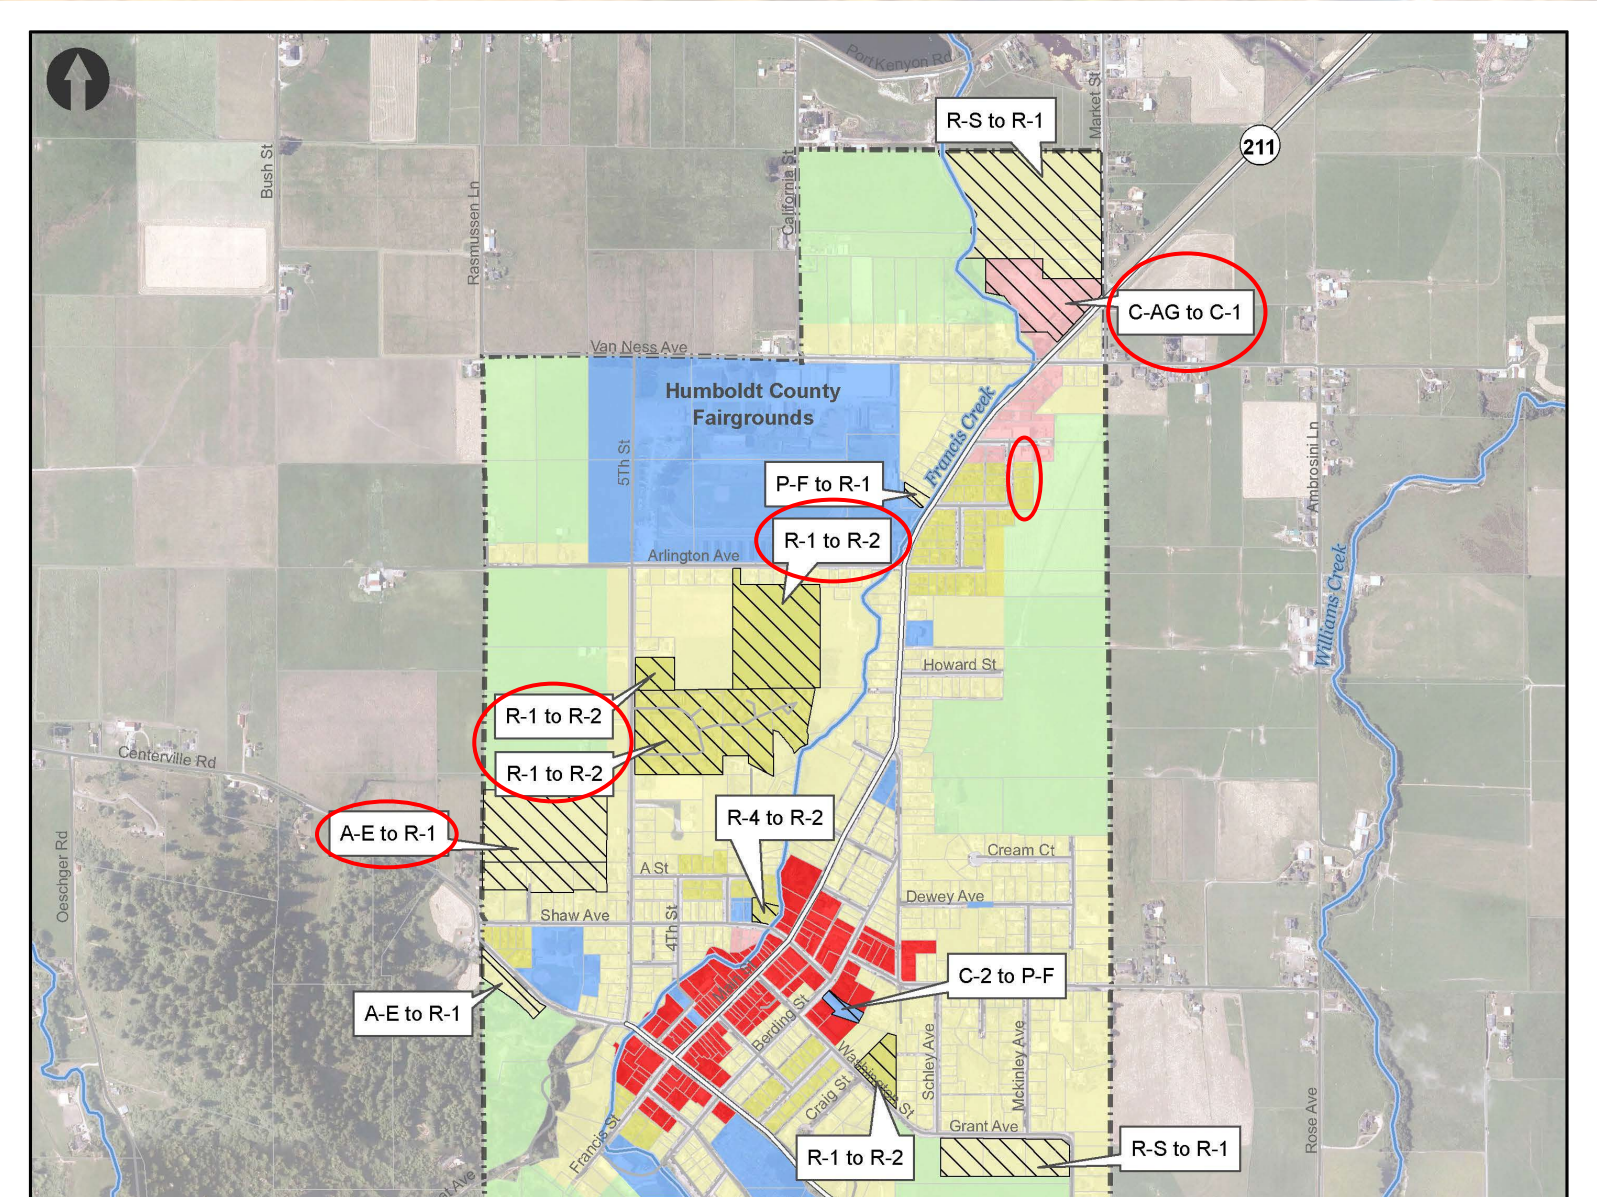 Port Kenyon Rd
Market St
R-S to R-1
211
Bush St
California St
Rasmussen Ln
C-AG to C-1
Van Ness Ave
Humboldt County
Fairgrounds
Francis Creek
5Th St
Ambrosini Ln
P-F to R-1
R-1 to R-2
Arlington Ave
Williams Creek
Howard St
R-1 to R-2
R-1 to R-2
Centerville Rd
R-4 to R-2
A-E to R-1
Oeschger Rd
Cream Ct
A St
Dewey Ave
Shaw Ave
4Th St
C-2 to P-F
A-E to R-1
Berding St
Washington St
Schley Ave
Mckinley Ave
Craig St
Rose Ave
Grant Ave
Francis St
R-1 to R-2
R-S to R-1
Ave